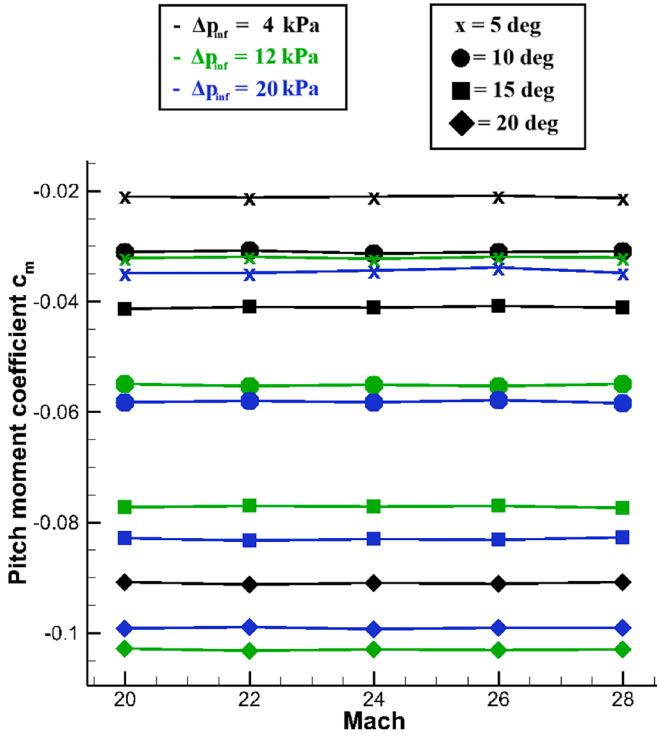 - Δp_inf = 4 kPa
- Δp_inf = 12 kPa
- Δp_inf = 20 kPa
x = 5 deg
= 10 deg
= 15 deg
= 20 deg
Pitch moment coefficient c_m
-0.02
-0.04
-0.06
-0.08
-0.1
20 22 24 26 28
Mach